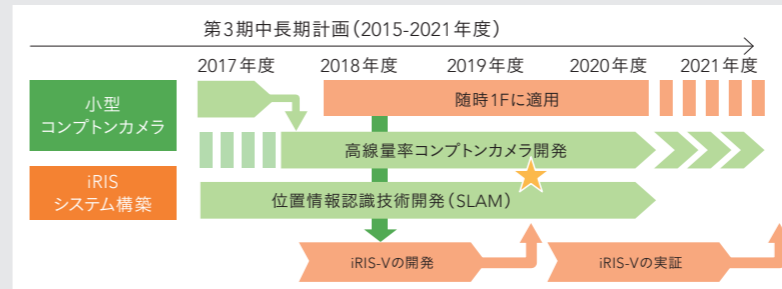 第3期中長期計画（2015-2021年度）
2017年度 2018年度 2019年度 2020年度 2021年度
小型
コンプトンカメラ
随時1Fに適用
高線量率コンプトンカメラ開発
iRIS
システム構築
位置情報認識技術開発（SLAM）
iRIS-Vの開発 iRIS-Vの実証